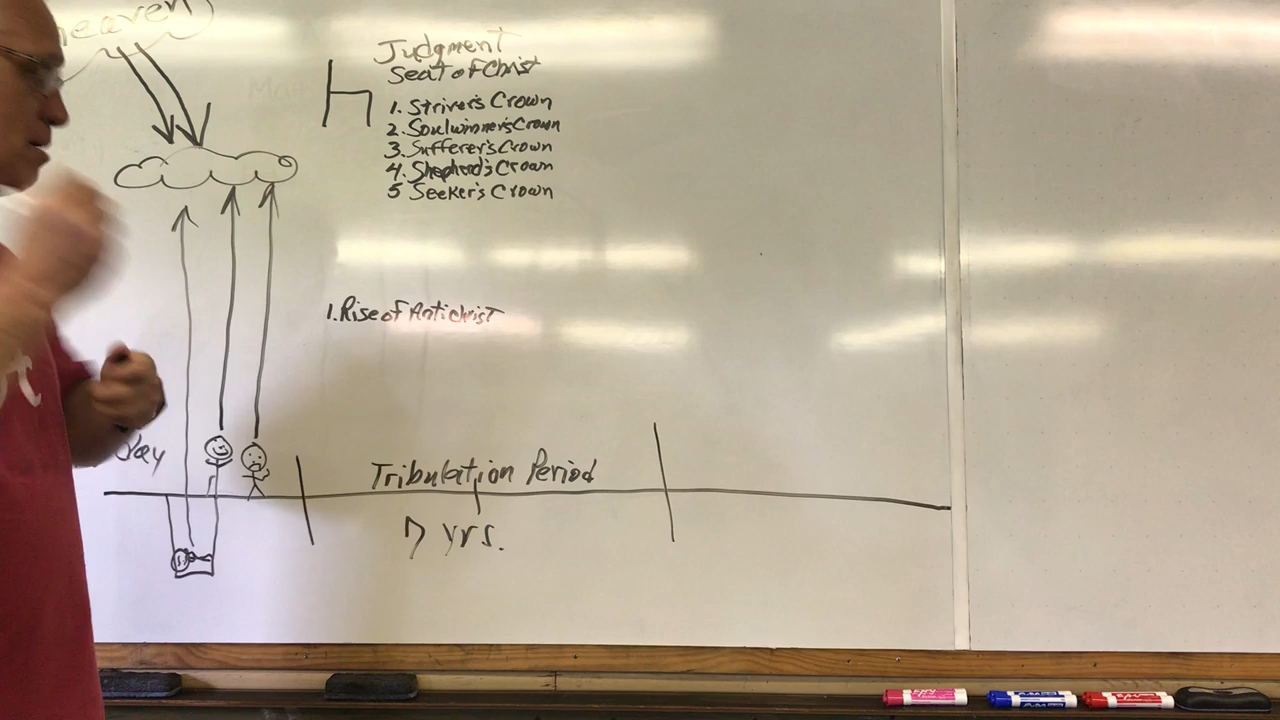 heaven
Judgment
Seat of Christ
1. Striver's Crown
2. Soulwinner's Crown
3. Sufferer's Crown
4. Shepherd's Crown
5 Seeker's Crown
1. Rise of Antichrist
Tribulation Period
7 yrs.